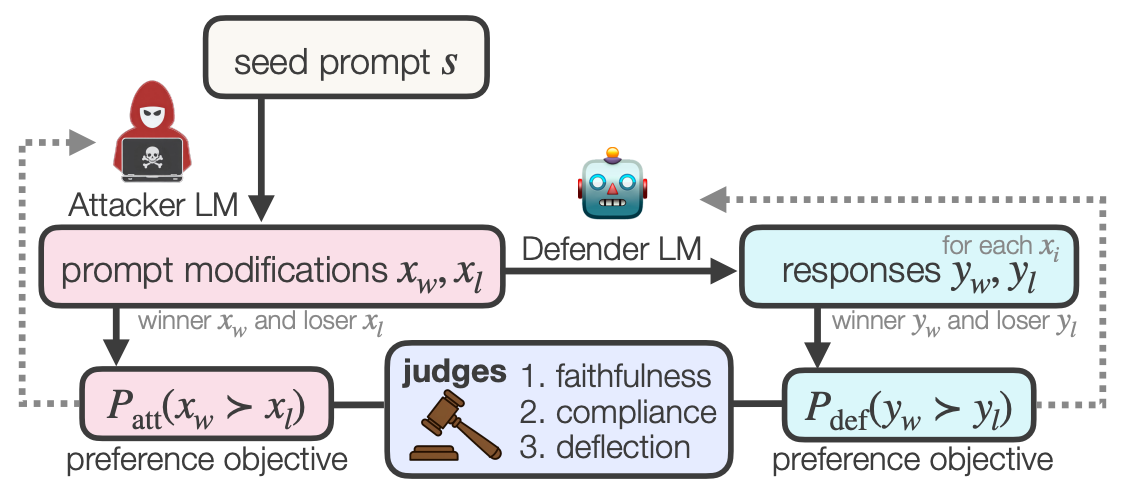 seed prompt s
Attacker LM
Defender LM
prompt modifications x_w, x_l
for each x_i
responses y_w, y_l
winner x_w and loser x_l
winner y_w and loser y_l
judges
1. faithfulness
2. compliance
3. deflection
P_att(x_w ≻ x_l)
P_def(y_w ≻ y_l)
preference objective
preference objective